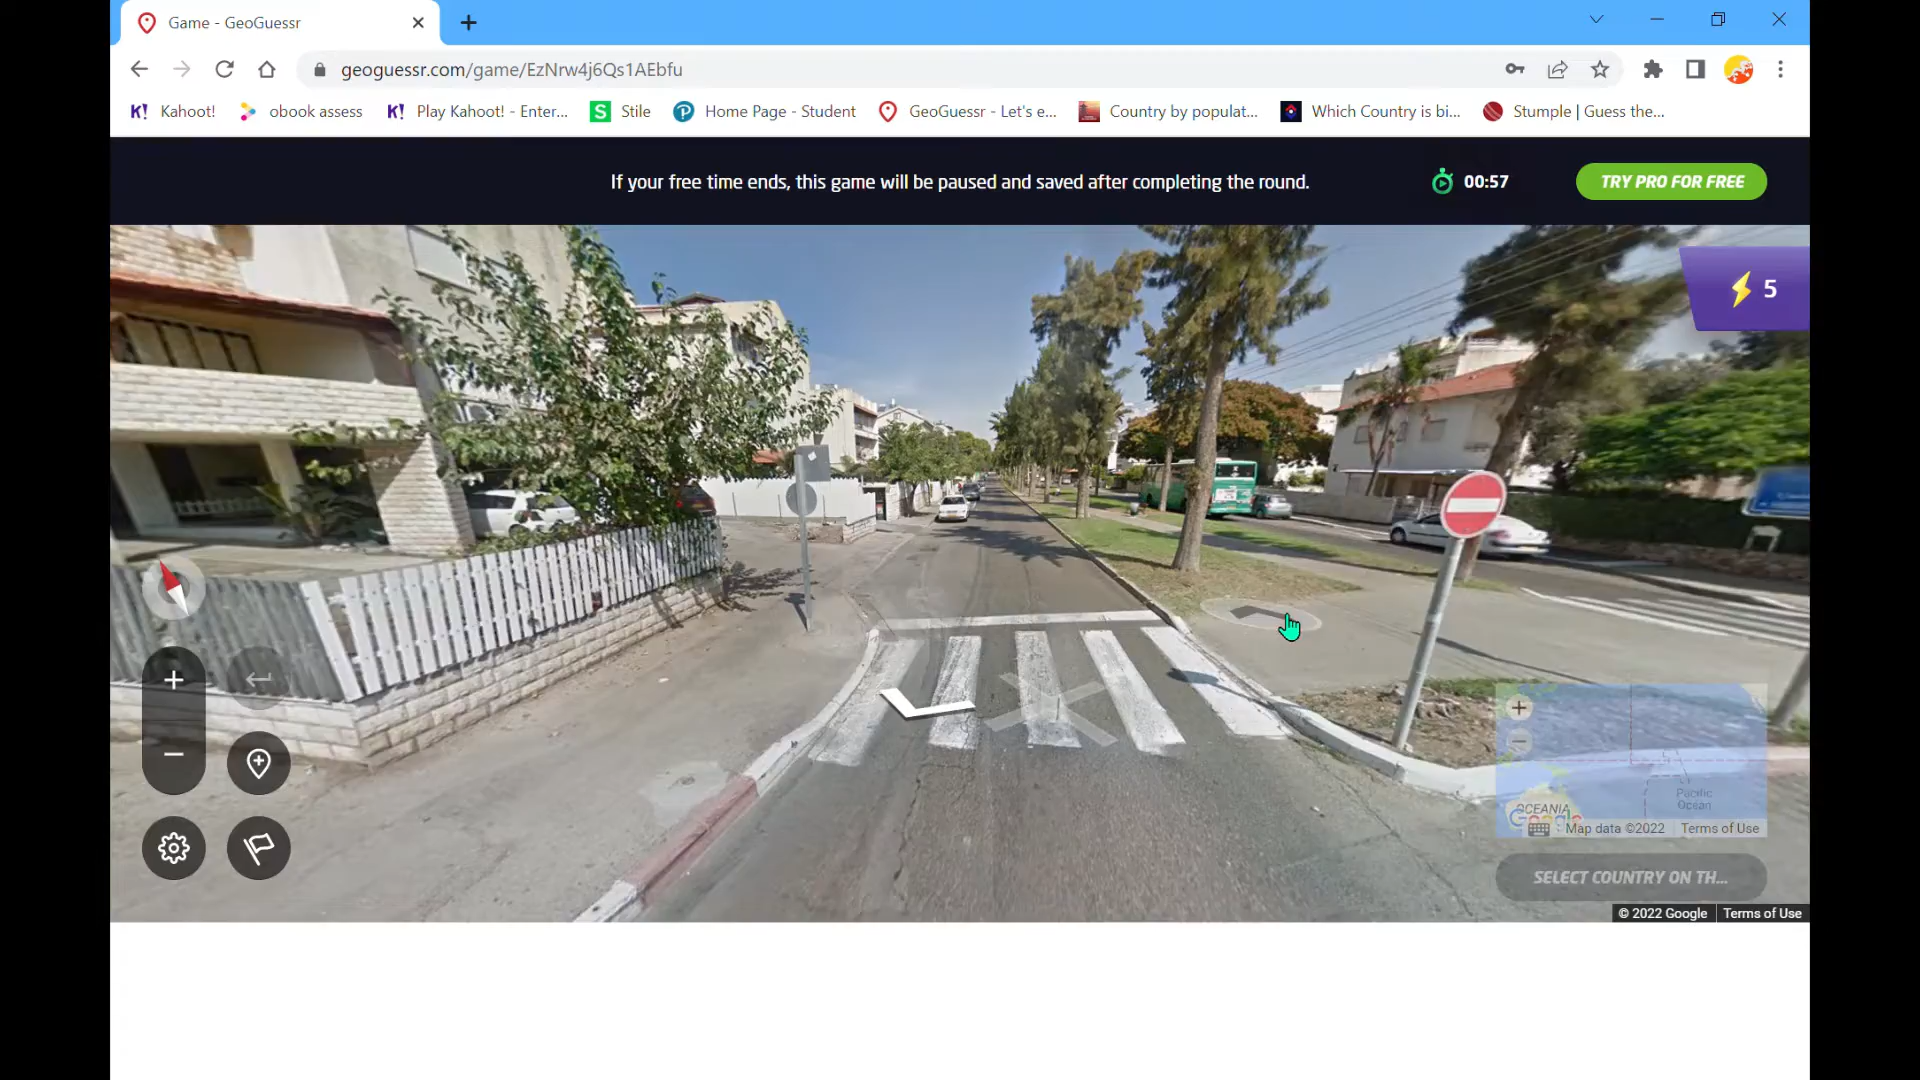 Game - GeoGuessr
geoguessr.com/game/EzNrw4j6Qs1AEbfu
K! Kahoot!
obook assess
K! Play Kahoot! - Enter...
S Stile
P Home Page - Student
GeoGuessr - Let's e...
Country by populat...
Which Country is bi...
Stumple | Guess the...
If your free time ends, this game will be paused and saved after completing the round.
00:57
TRY PRO FOR FREE
5
Pacific
Ocean
OCEANIA
Google
Map data ©2022
Terms of Use
SELECT COUNTRY ON TH...
© 2022 Google
Terms of Use